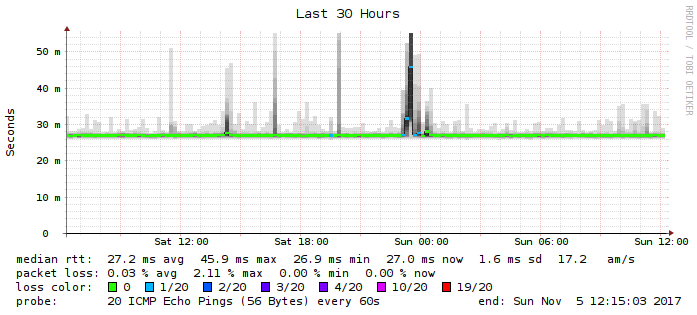 Last 30 Hours
RRDTOOL / TOBI OETIKER
Seconds
50 m
40 m
30 m
20 m
10 m
0
Sat 12:00 Sat 18:00 Sun 00:00 Sun 06:00 Sun 12:00
median rtt: 27.2 ms avg 45.9 ms max 26.9 ms min 27.0 ms now 1.6 ms sd 17.2 am/s
packet loss: 0.03 % avg 2.11 % max 0.00 % min 0.00 % now
loss color: 0 1/20 2/20 3/20 4/20 10/20 19/20
probe: 20 ICMP Echo Pings (56 Bytes) every 60s end: Sun Nov 5 12:15:03 2017